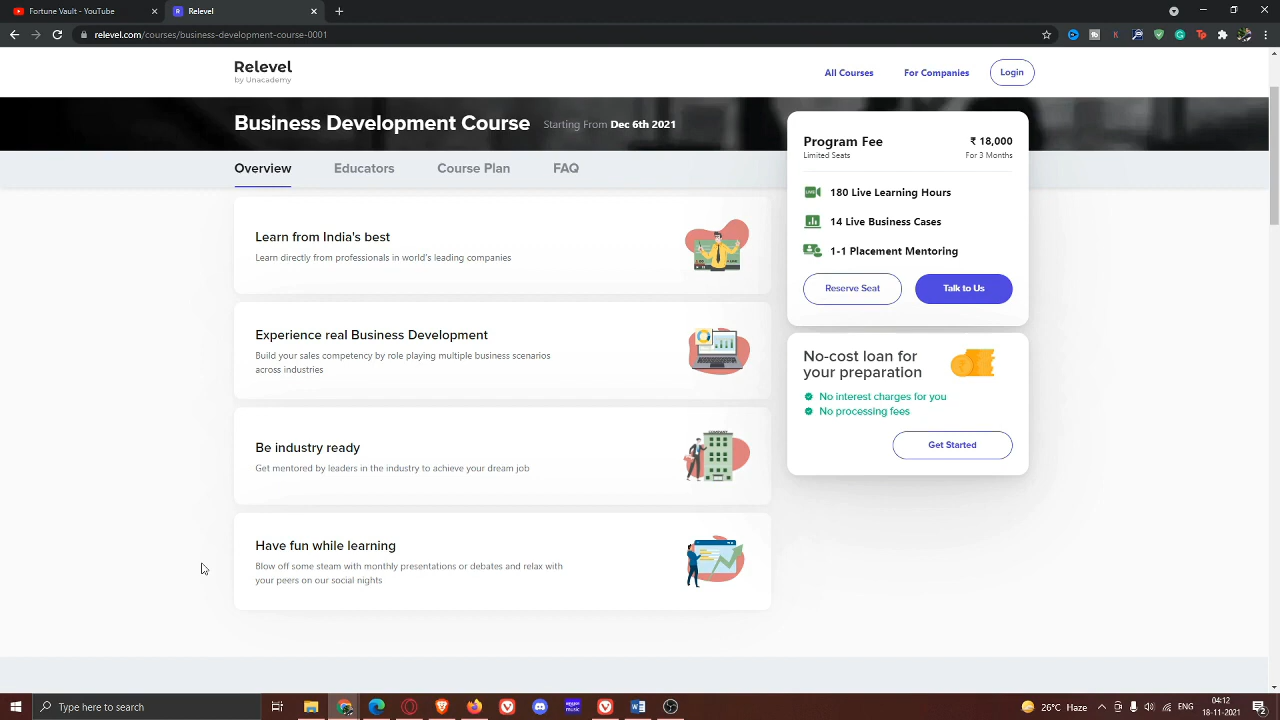 Fortune Vault - YouTube
Relevel
relevel.com/courses/business-development-course-0001
Relevel
by Unacademy
All Courses
For Companies
Login
Business Development Course
Starting From Dec 6th 2021
Overview
Educators
Course Plan
FAQ
Program Fee
₹ 18,000
Limited Seats
For 3 Months
180 Live Learning Hours
14 Live Business Cases
1-1 Placement Mentoring
Reserve Seat
Talk to Us
No-cost loan for
your preparation
No interest charges for you
No processing fees
Get Started
Learn from India's best
Learn directly from professionals in world's leading companies
Experience real Business Development
Build your sales competency by role playing multiple business scenarios
across industries
Be industry ready
Get mentored by leaders in the industry to achieve your dream job
Have fun while learning
Blow off some steam with monthly presentations or debates and relax with
your peers on our social nights
Type here to search
26°C Haze
04:12
18-11-2021